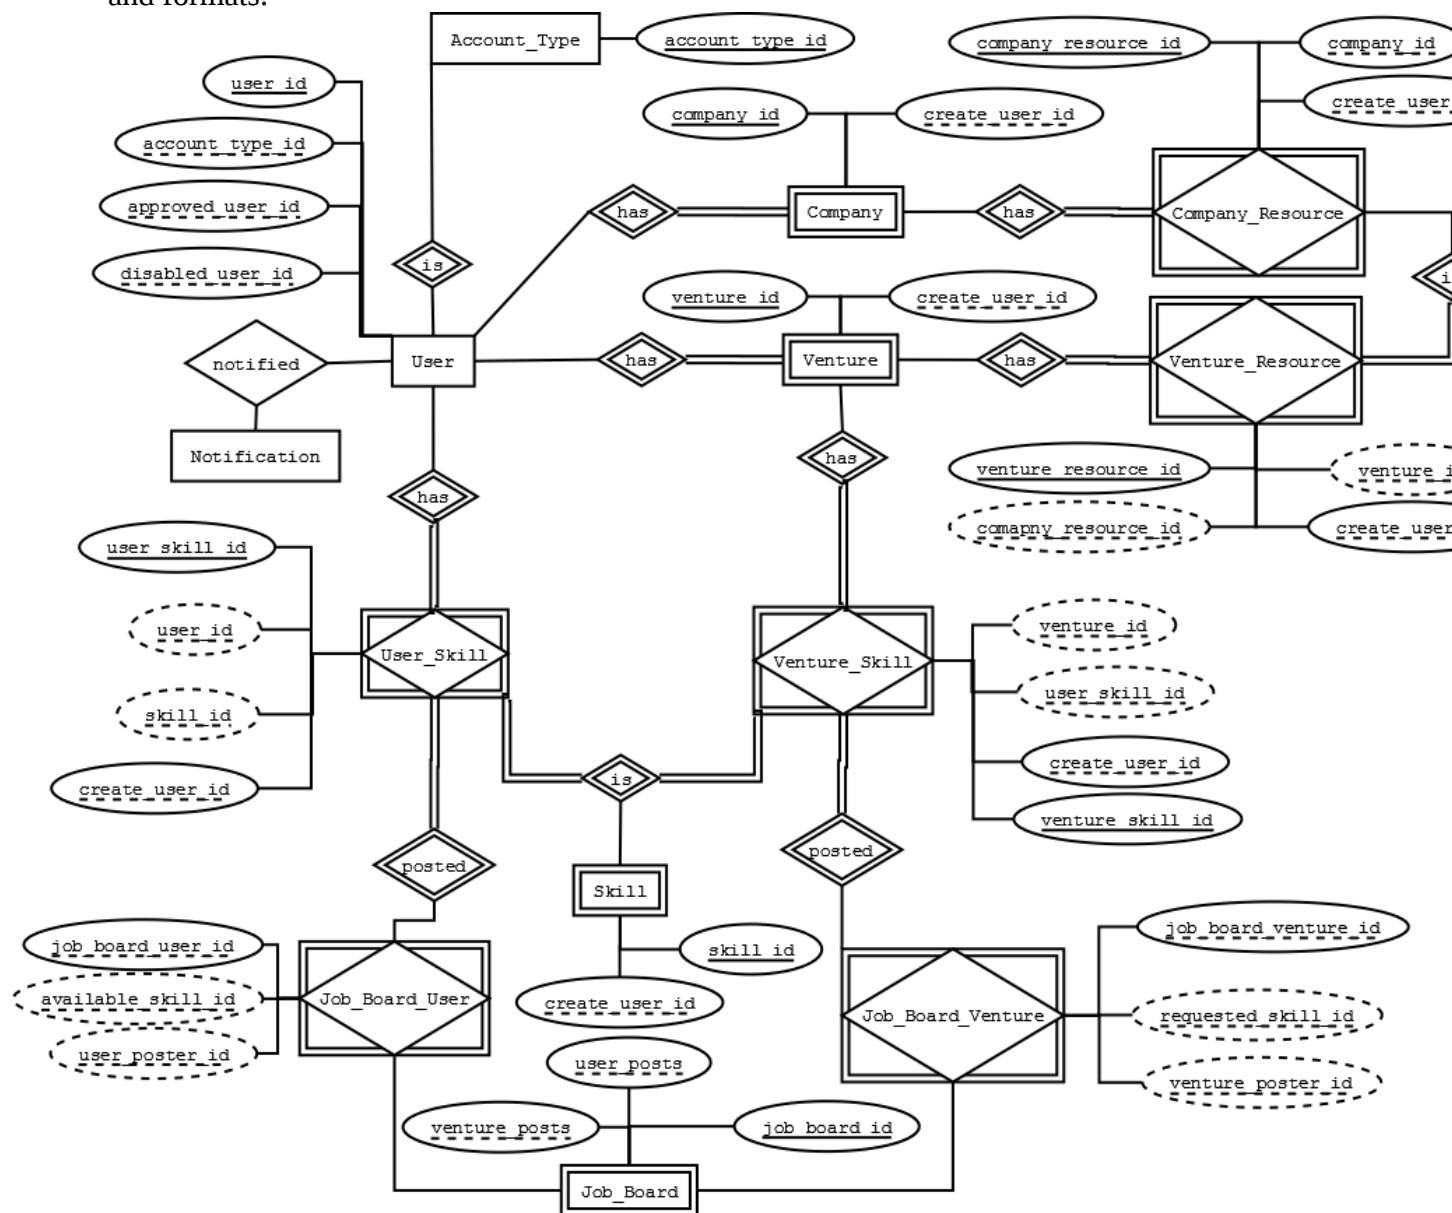 and formats.
Account_Type
account_type_id
company_resource_id
company_id
user_id
company_id
create_user_id
create_user
account_type_id
approved_user_id
has
Company
has
Company_Resource
disabled_user_id
is
i
venture_id
create_user_id
notified
User
has
Venture
has
Venture_Resource
Notification
has
venture_resource_id
venture_i
has
comapny_resource_id
create_user
user_skill_id
user_id
venture_id
User_Skill
Venture_Skill
user_skill_id
skill_id
create_user_id
is
create_user_id
venture_skill_id
posted
posted
Skill
job_board_user_id
skill_id
job_board_venture_id
available_skill_id
Job_Board_User
create_user_id
Job_Board_Venture
requested_skill_id
user_poster_id
user_posts
venture_poster_id
venture_posts
job_board_id
Job_Board